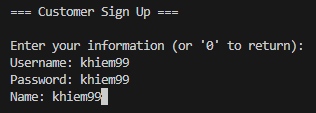 === Customer Sign Up ===
Enter your information (or '0' to return):
Username: khiem99
Password: khiem99
Name: khiem99